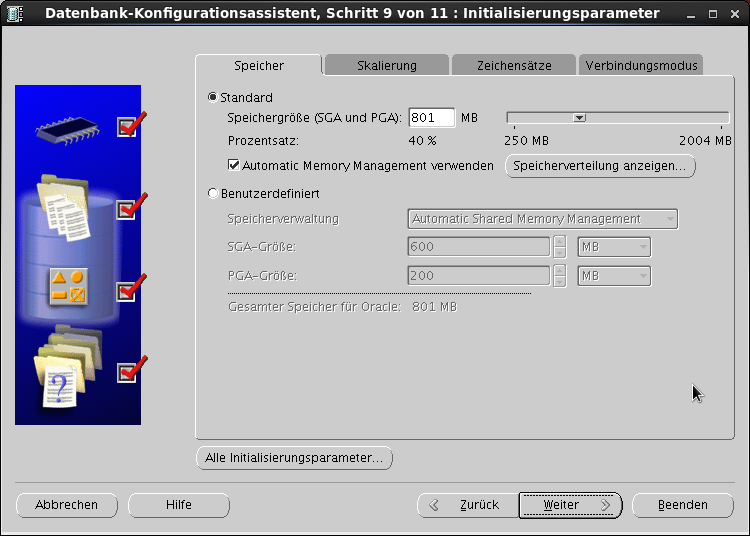 Datenbank-Konfigurationsassistent, Schritt 9 von 11 : Initialisierungsparameter
Speicher Skalierung Zeichensätze Verbindungsmodus
Standard
Speichergröße (SGA und PGA): 801 MB
Prozentsatz: 40 % 250 MB 2004 MB
Automatic Memory Management verwenden Speicherverteilung anzeigen...
Benutzerdefiniert
Speicherverwaltung Automatic Shared Memory Management
SGA-Größe: 600 MB
PGA-Größe: 200 MB
Gesamter Speicher für Oracle: 801 MB
?
Alle Initialisierungsparameter...
Abbrechen Hilfe Zurück Weiter Beenden